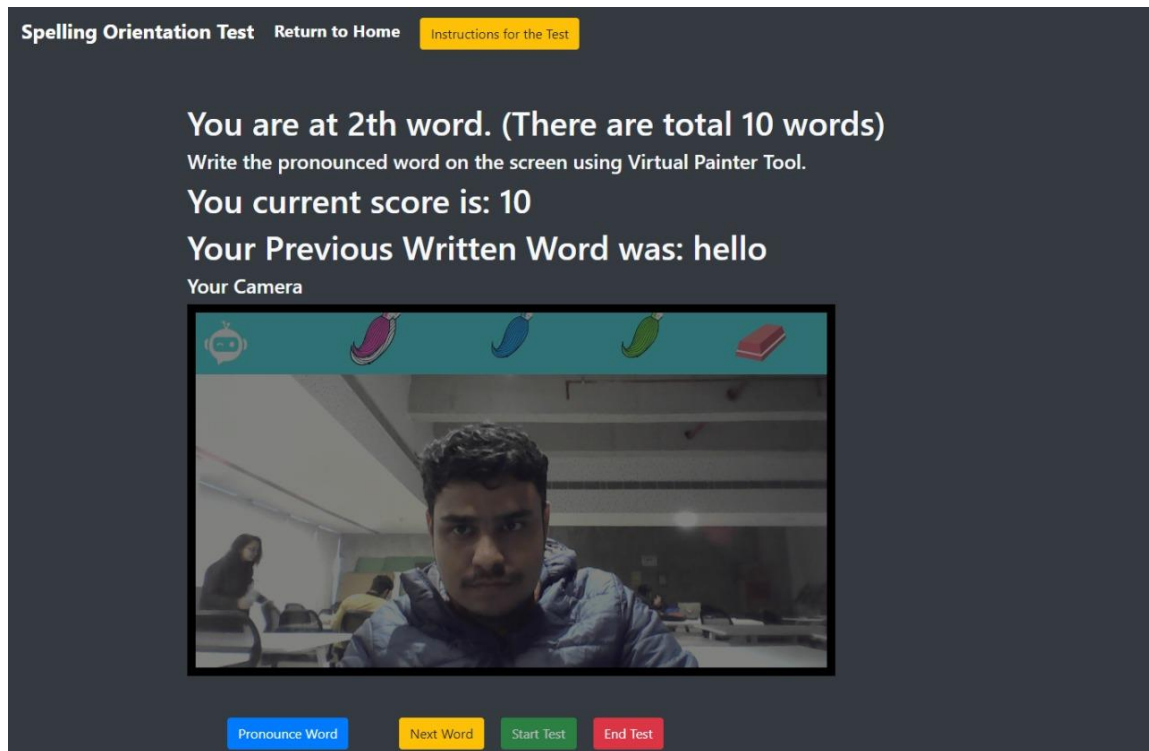 Spelling Orientation Test Return to Home Instructions for the Test
You are at 2th word. (There are total 10 words)
Write the pronounced word on the screen using Virtual Painter Tool.
You current score is: 10
Your Previous Written Word was: hello
Your Camera
Pronounce Word Next Word Start Test End Test